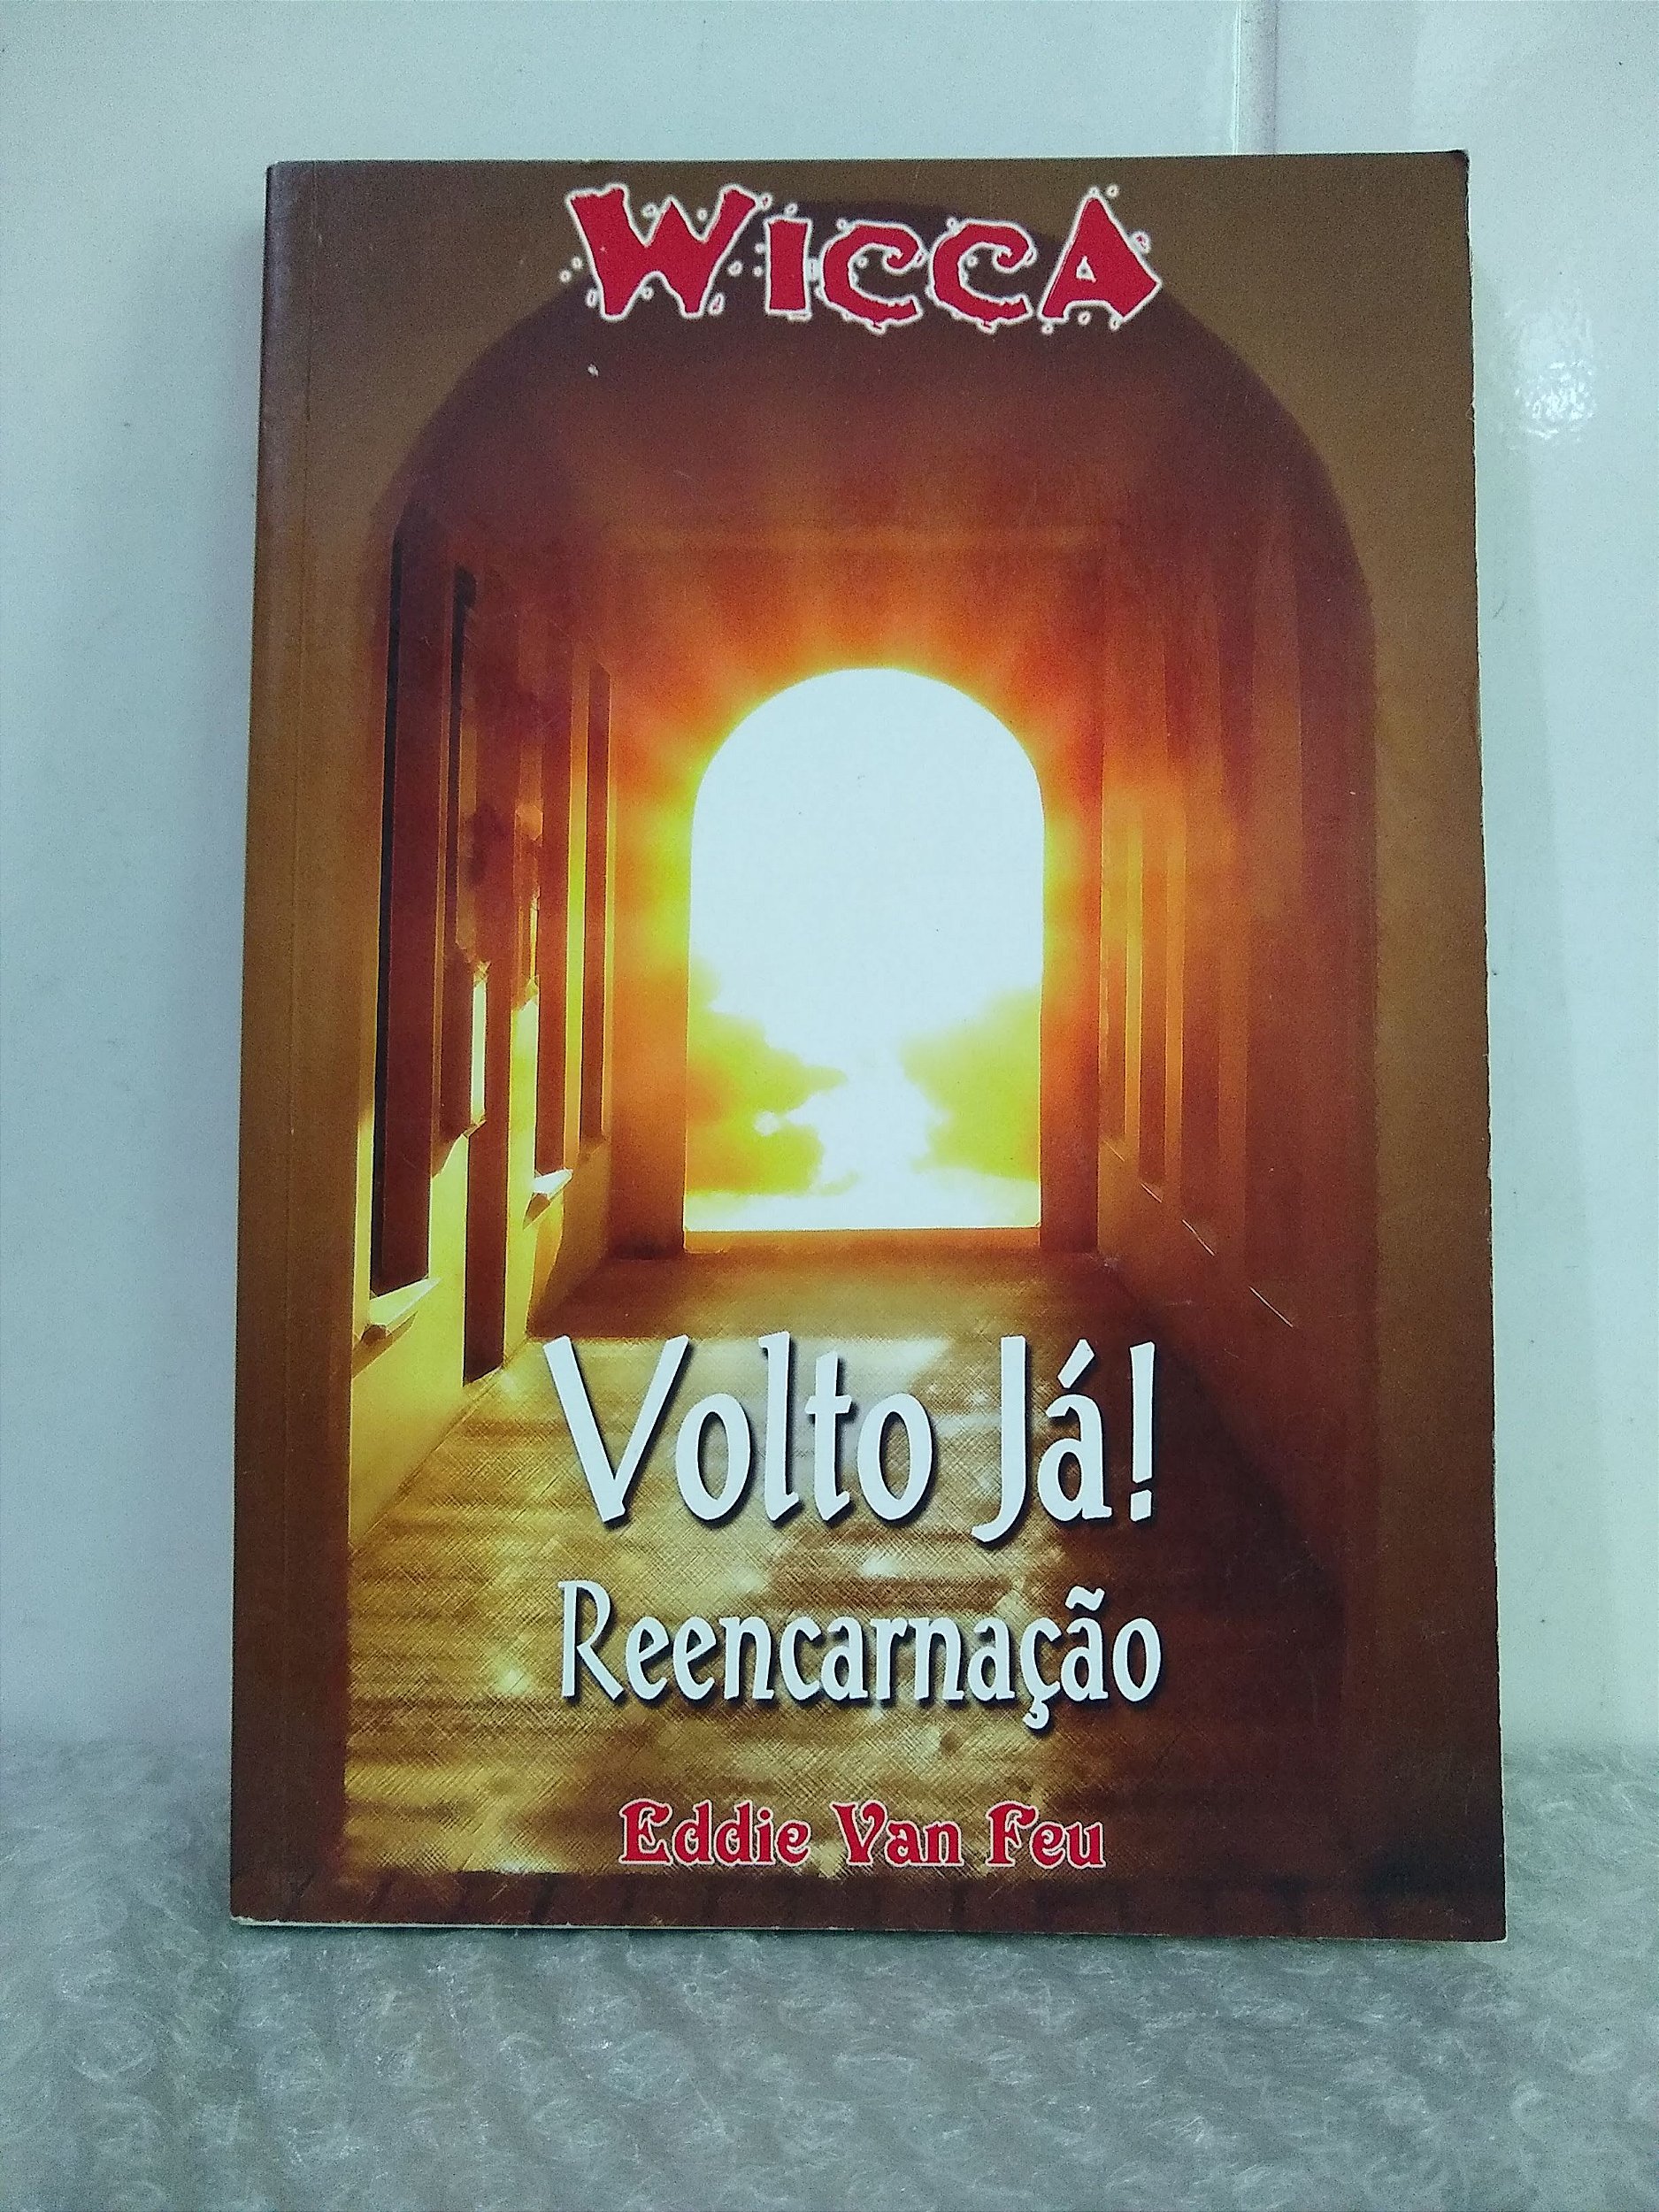 Wicca
Volto Já!
Reencarnação
Eddie Van Feu